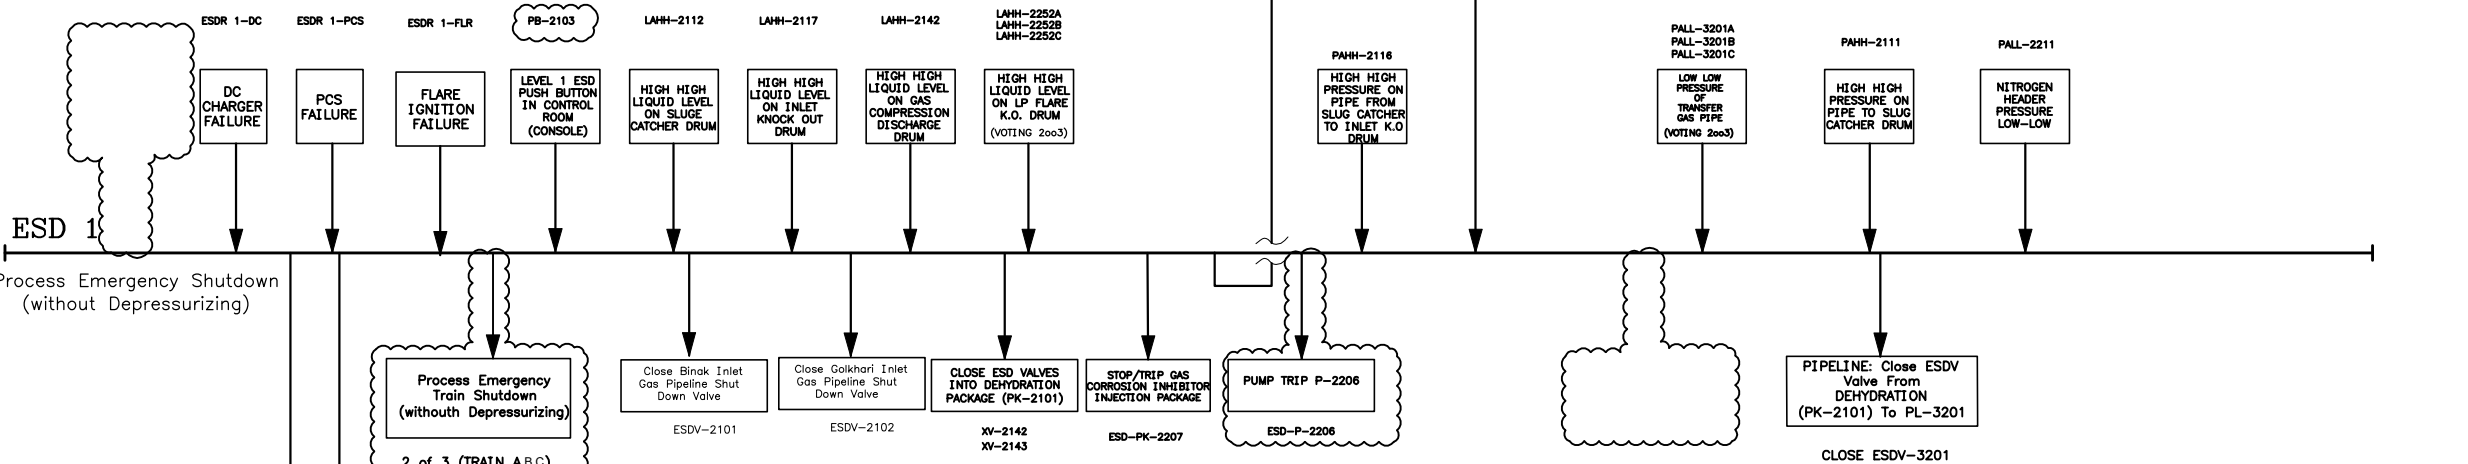 ESDR 1-DC
DC
CHARGER
FAILURE
ESDR 1-PCS
PCS
FAILURE
ESDR 1-FLR
FLARE
IGNITION
FAILURE
PB-2103
LEVEL 1 ESD
PUSH BUTTON
IN CONTROL
ROOM
(CONSOLE)
LAHH-2112
HIGH HIGH
LIQUID LEVEL
ON SLUGE
CATCHER DRUM
LAHH-2117
HIGH HIGH
LIQUID LEVEL
ON INLET
KNOCK OUT
DRUM
LAHH-2142
HIGH HIGH
LIQUID LEVEL
ON GAS
COMPRESSION
DISCHARGE
DRUM
LAHH-2252A
LAHH-2252B
LAHH-2252C
HIGH HIGH
LIQUID LEVEL
ON LP FLARE
K.O. DRUM
(VOTING 2oo3)
PAHH-2116
HIGH HIGH
PRESSURE ON
PIPE FROM
SLUG CATCHER
TO INLET K.O
DRUM
PALL-3201A
PALL-3201B
PALL-3201C
LOW LOW
PRESSURE
OF
TRANSFER
GAS PIPE
(VOTING 2oo3)
PAHH-2111
HIGH HIGH
PRESSURE ON
PIPE TO SLUG
CATCHER DRUM
PALL-2211
NITROGEN
HEADER
PRESSURE
LOW-LOW
ESD 1
Process Emergency Shutdown
(without Depressurizing)
Process Emergency
Train Shutdown
(withouth Depressurizing)
2 of 3 (TRAIN A,B,C)
Close Binak Inlet
Gas Pipeline Shut
Down Valve
ESDV-2101
Close Golkhari Inlet
Gas Pipeline Shut
Down Valve
ESDV-2102
CLOSE ESD VALVES
INTO DEHYDRATION
PACKAGE (PK-2101)
XV-2142
XV-2143
STOP/TRIP GAS
CORROSION INHIBITOR
INJECTION PACKAGE
ESD-PK-2207
PUMP TRIP P-2206
ESD-P-2206
PIPELINE: Close ESDV
Valve From
DEHYDRATION
(PK-2101) To PL-3201
CLOSE ESDV-3201